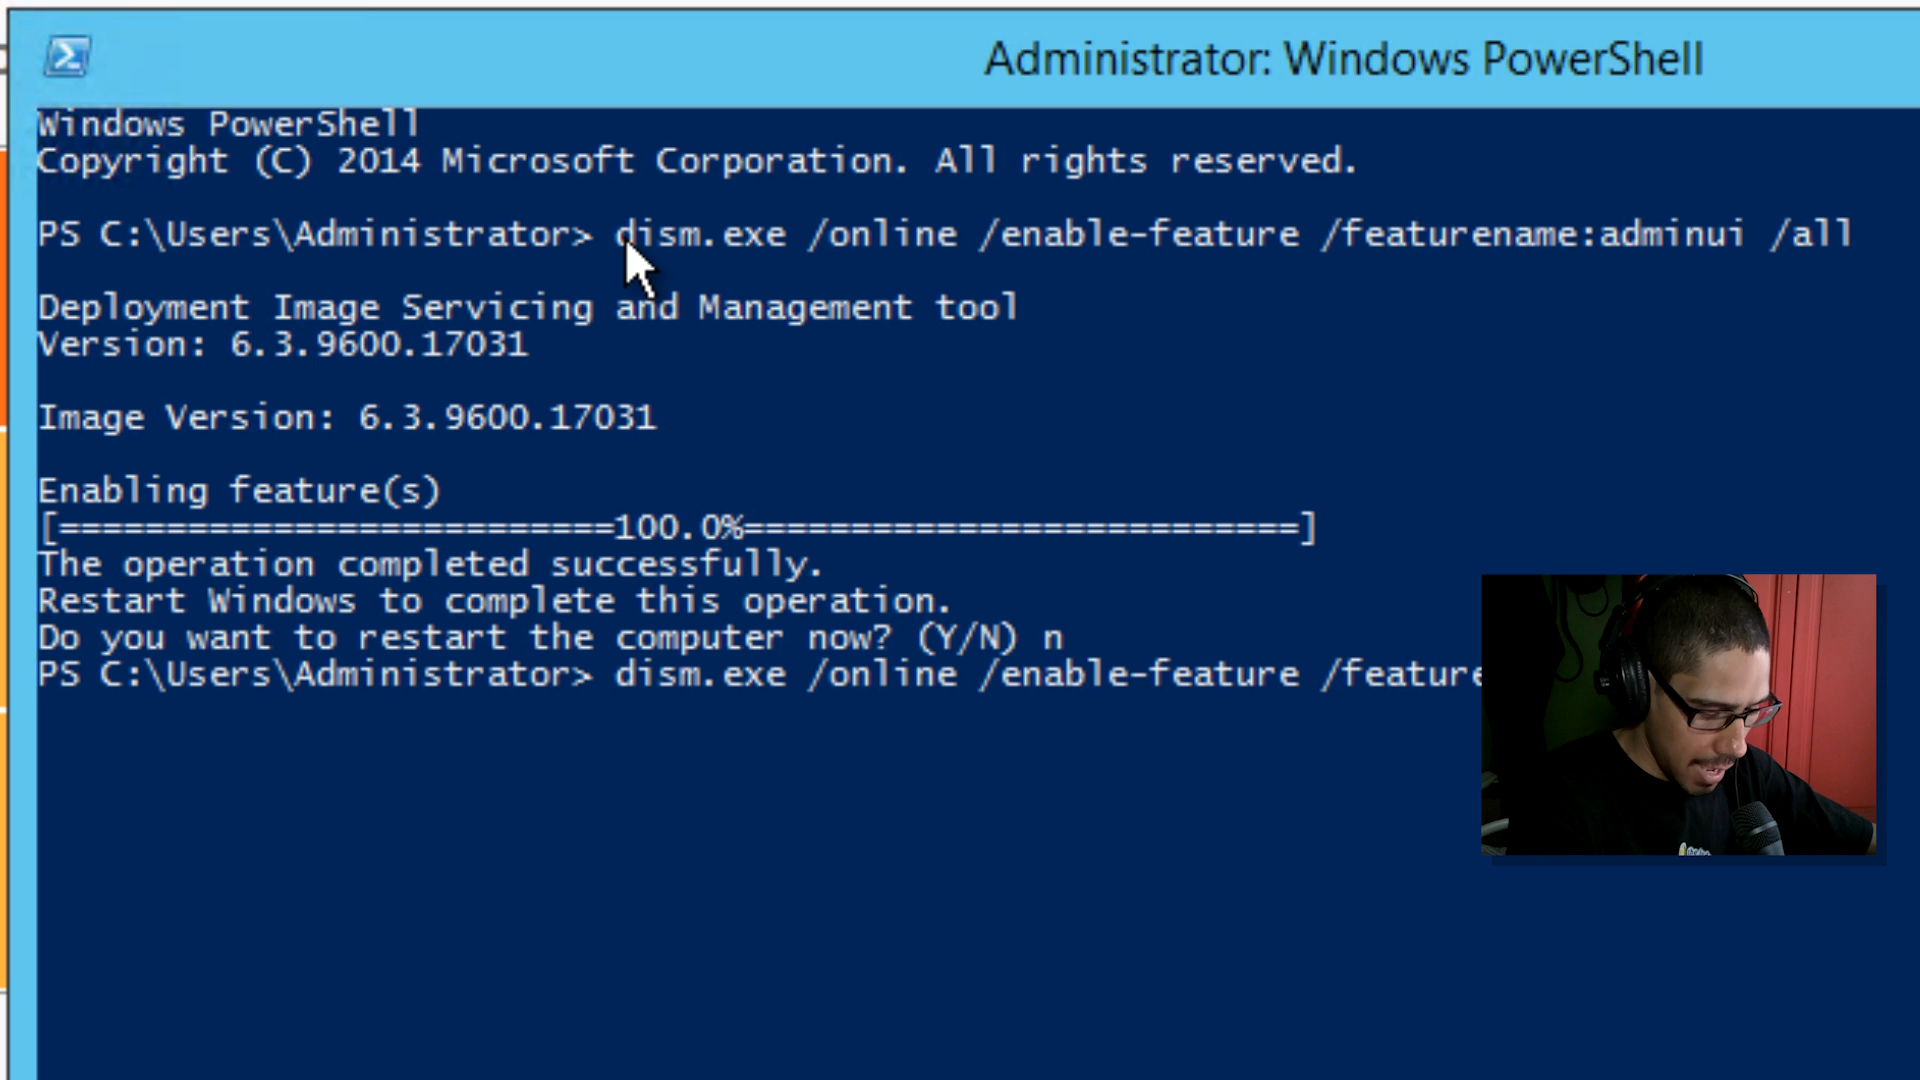 Administrator: Windows PowerShell
Windows PowerShell
Copyright (C) 2014 Microsoft Corporation. All rights reserved.
PS C:\Users\Administrator> dism.exe /online /enable-feature /featurename:adminui /all
Deployment Image Servicing and Management tool
Version: 6.3.9600.17031
Image Version: 6.3.9600.17031
Enabling feature(s)
[==========================100.0%==========================]
The operation completed successfully.
Restart Windows to complete this operation.
Do you want to restart the computer now? (Y/N) n
PS C:\Users\Administrator> dism.exe /online /enable-feature /feature